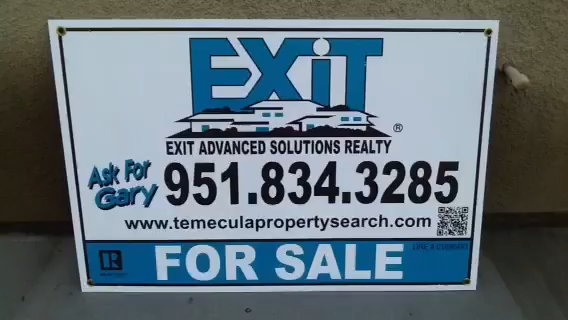 EXIT
®
EXIT ADVANCED SOLUTIONS REALTY
Ask For
Gary
951.834.3285
www.temeculapropertysearch.com
R
FOR SALE